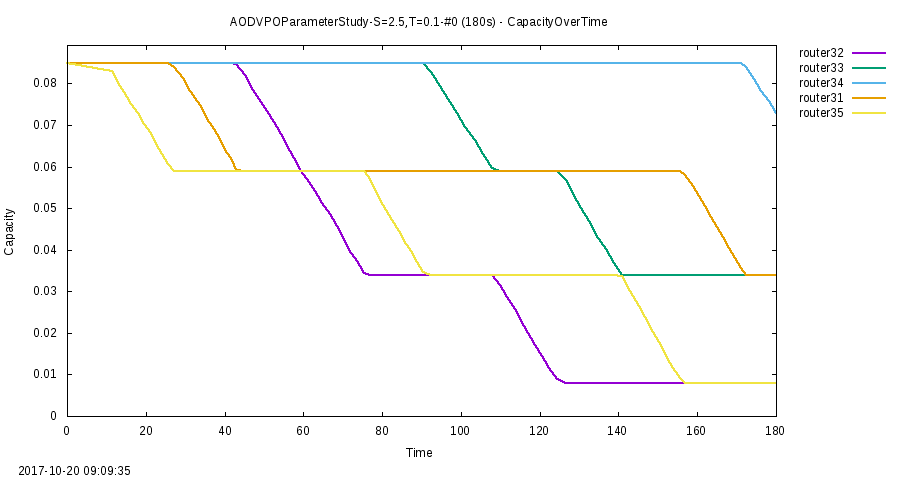 AODVPOParameterStudy-S=2.5,T=0.1-#0 (180s) - CapacityOverTime
router32
router33
router34
router31
router35
0.08
0.07
0.06
0.05
0.04
0.03
0.02
0.01
0
Capacity
0 20 40 60 80 100 120 140 160 180
Time
2017-10-20 09:09:35